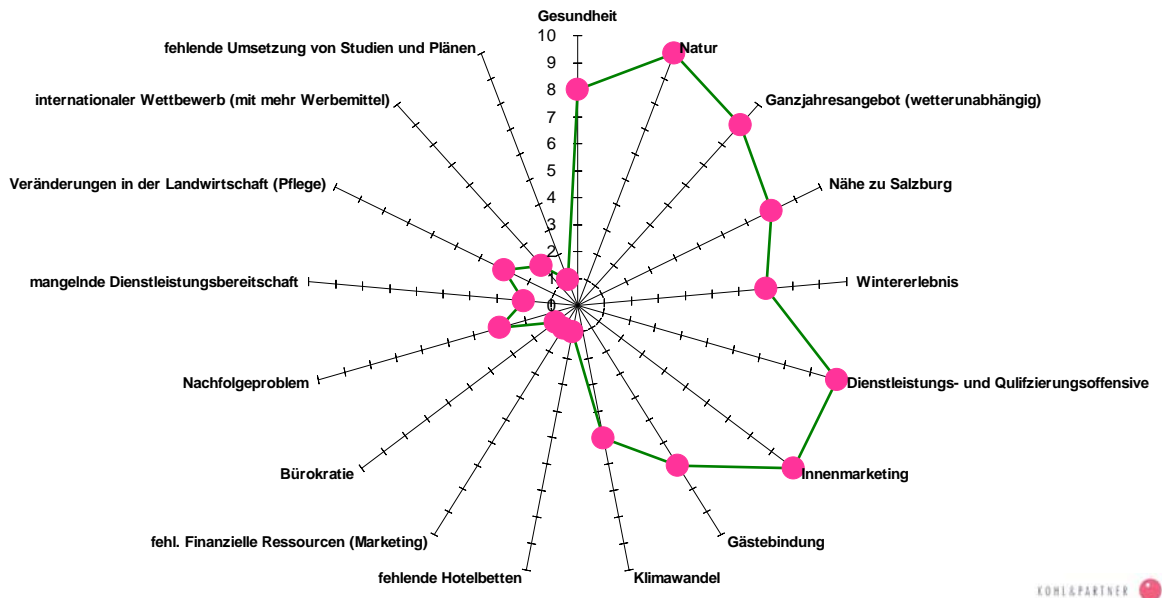 Gesundheit
10
9
8
7
6
5
4
3
2
1
0
Natur
Ganzjahresangebot (wetterunabhängig)
Nähe zu Salzburg
Wintererlebnis
Dienstleistungs- und Qulifzierungsoffensive
Innenmarketing
Gästebindung
Klimawandel
fehlende Hotelbetten
fehl. Finanzielle Ressourcen (Marketing)
Bürokratie
Nachfolgeproblem
mangelnde Dienstleistungsbereitschaft
Veränderungen in der Landwirtschaft (Pflege)
internationaler Wettbewerb (mit mehr Werbemittel)
fehlende Umsetzung von Studien und Plänen
KOHL&PARTNER